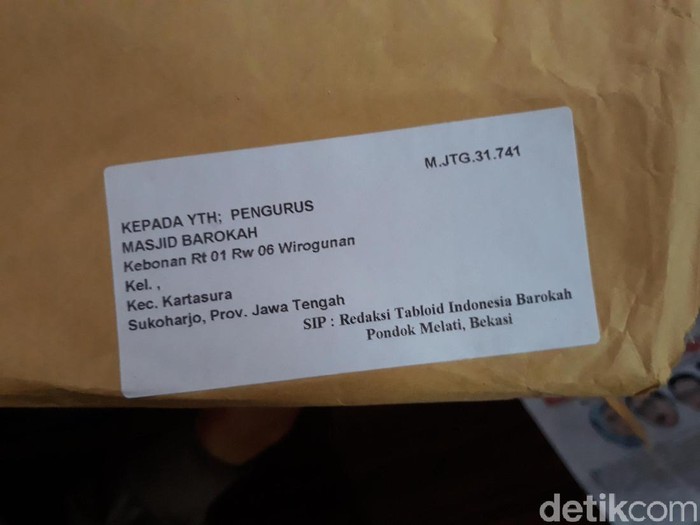 M.JTG.31.741
KEPADA YTH; PENGURUS
MASJID BAROKAH
Kebonan Rt 01 Rw 06 Wirogunan
Kel. ,
Kec. Kartasura
Sukoharjo, Prov. Jawa Tengah
SIP : Redaksi Tabloid Indonesia Barokah
Pondok Melati, Bekasi
detikcom